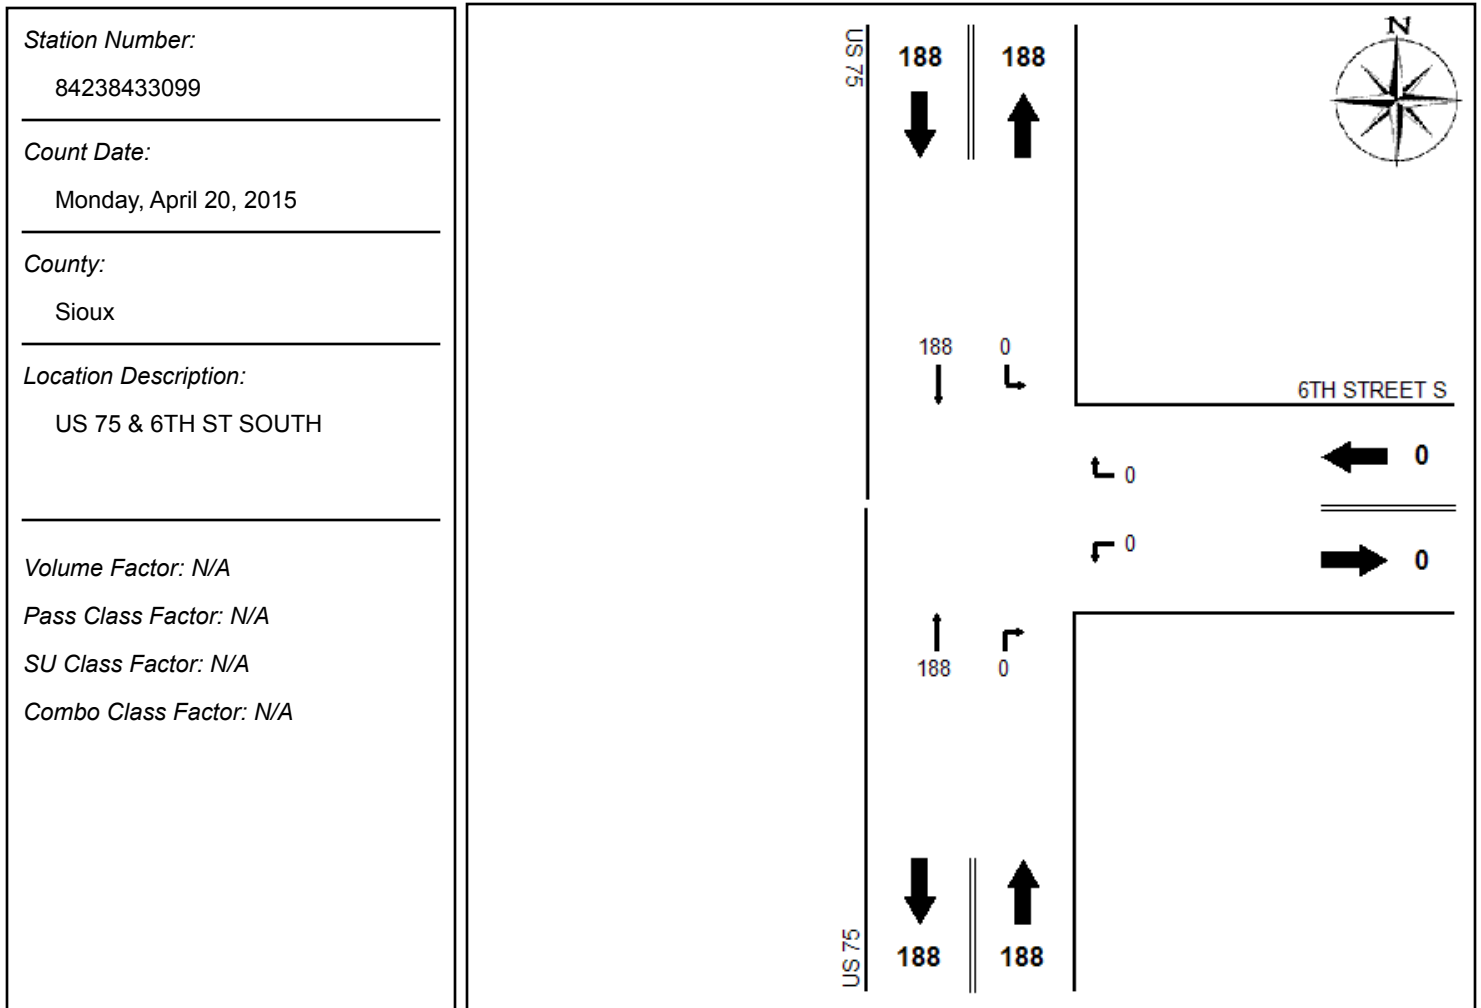 Station Number:
84238433099
Count Date:
Monday, April 20, 2015
County:
Sioux
Location Description:
US 75 & 6TH ST SOUTH
Volume Factor: N/A
Pass Class Factor: N/A
SU Class Factor: N/A
Combo Class Factor: N/A
US 75
188 188
N
188 0
6TH STREET S
0
0
0
0
188 0
US 75
188 188